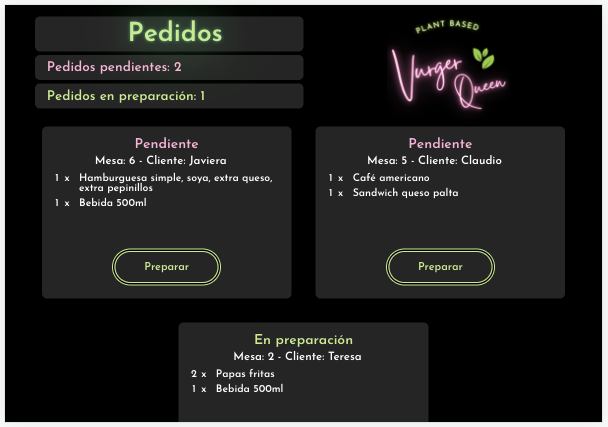 Pedidos
Pedidos pendientes: 2
Pedidos en preparación: 1
PLANT BASED
Vurger
Queen
Pendiente
Mesa: 6 - Cliente: Javiera
1 x Hamburguesa simple, soya, extra queso,
extra pepinillos
1 x Bebida 500ml
Preparar
Pendiente
Mesa: 5 - Cliente: Claudio
1 x Café americano
1 x Sandwich queso palta
Preparar
En preparación
Mesa: 2 - Cliente: Teresa
2 x Papas fritas
1 x Bebida 500ml